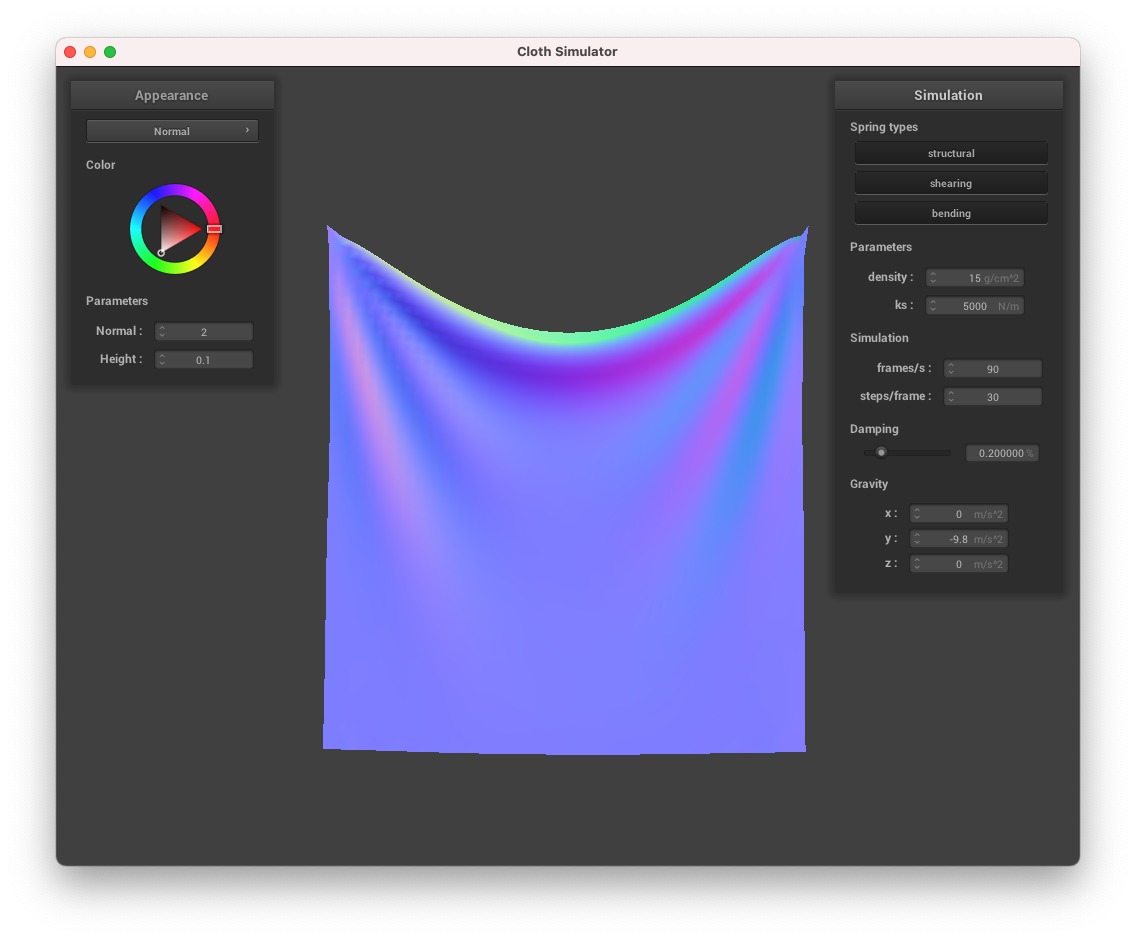 Cloth Simulator
Appearance
Normal ›
Color
Parameters
Normal : 2
Height : 0.1
Simulation
Spring types
structural
shearing
bending
Parameters
density : 15 g/cm^2
ks : 5000 N/m
Simulation
frames/s : 90
steps/frame : 30
Damping
0.200000 %
Gravity
x : 0 m/s^2
y : -9.8 m/s^2
z : 0 m/s^2